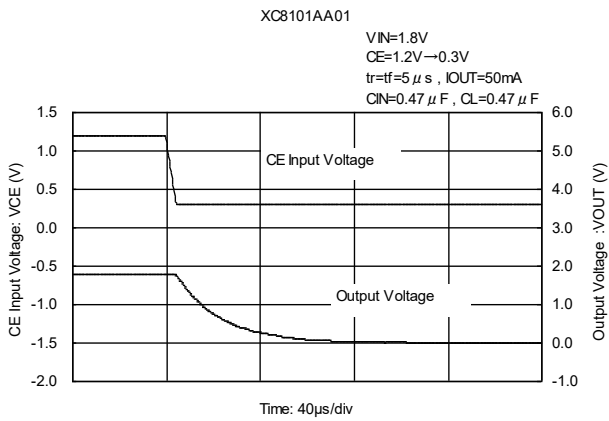 XC8101AA01
VIN=1.8V
CE=1.2V→0.3V
tr=tf=5μs , IOUT=50mA
CIN=0.47μF , CL=0.47μF
CE Input Voltage: VCE (V)
1.5
1.0
0.5
0.0
-0.5
-1.0
-1.5
-2.0
CE Input Voltage
Output Voltage
6.0
5.0
4.0
3.0
2.0
1.0
0.0
-1.0
Output Voltage :VOUT (V)
Time: 40μs/div